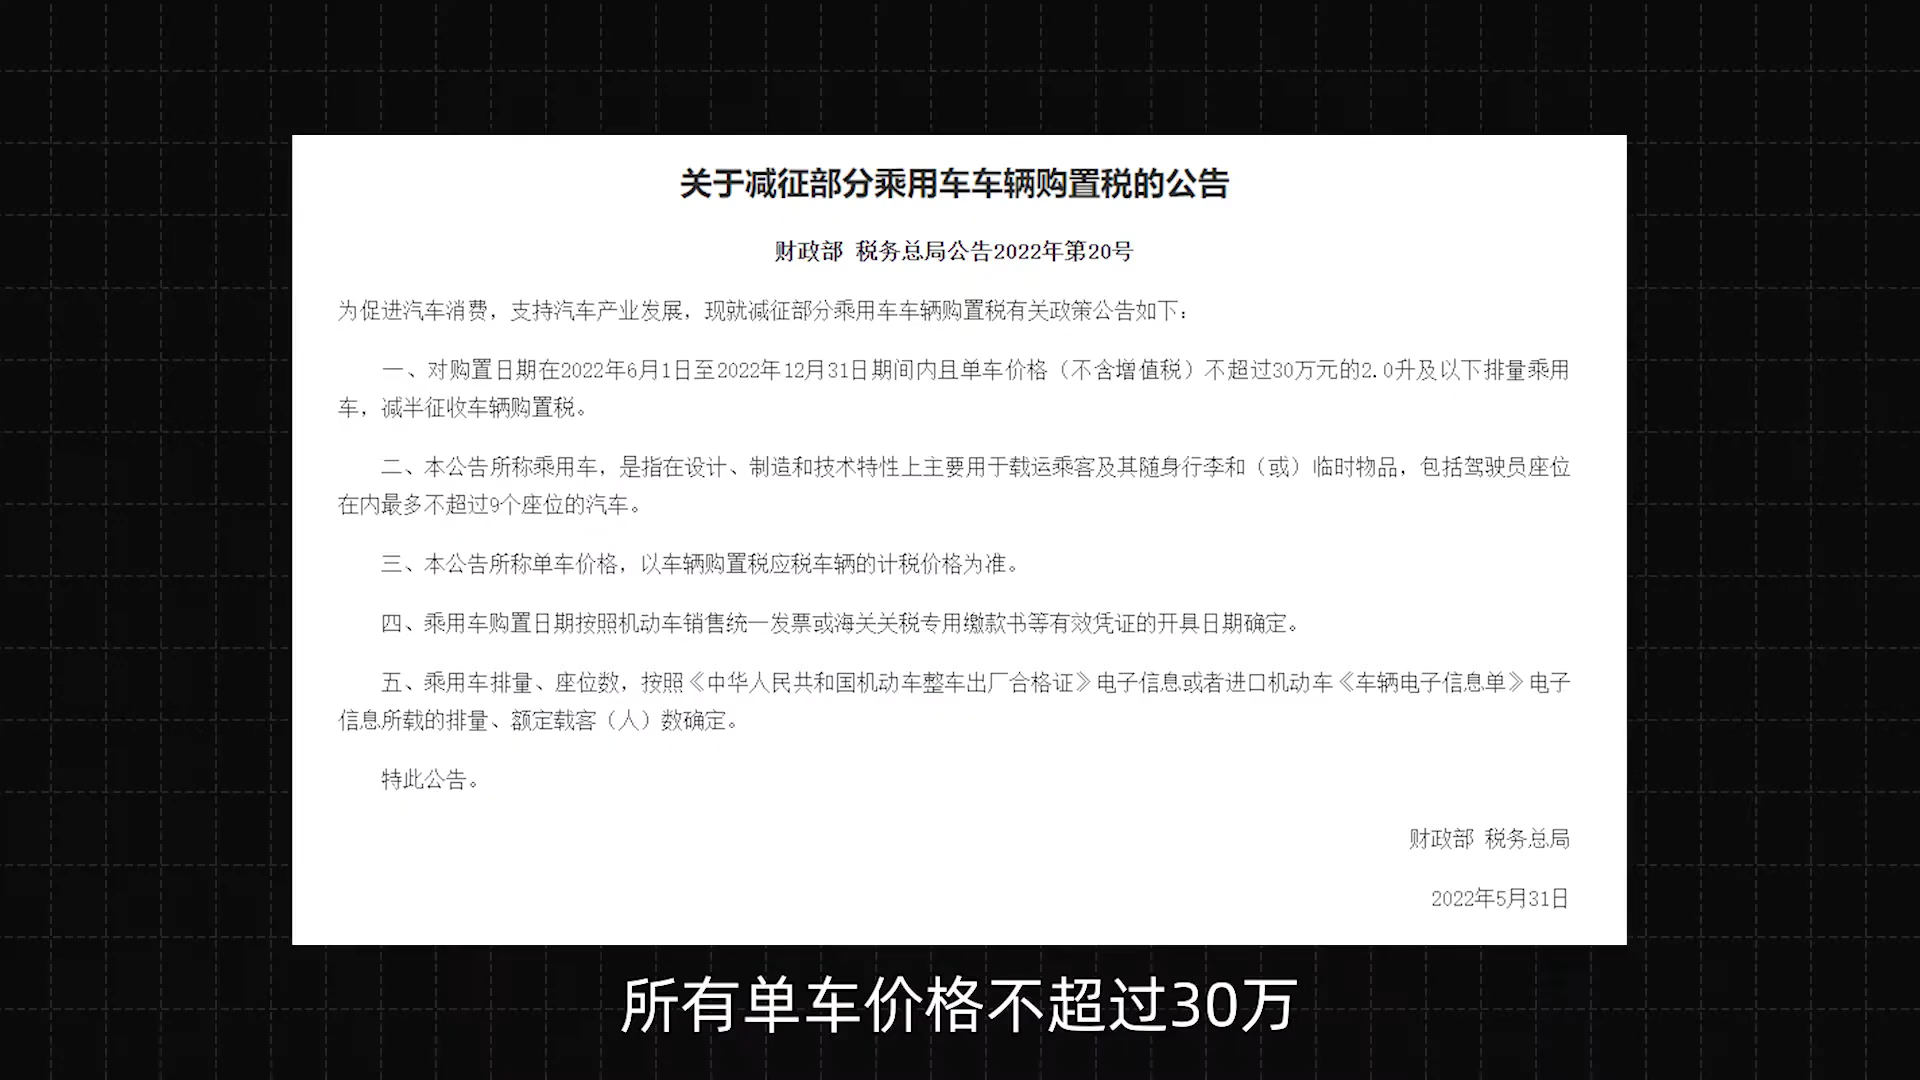 关于减征部分乘用车车辆购置税的公告
财政部 税务总局公告2022年第20号
为促进汽车消费，支持汽车产业发展，现就减征部分乘用车车辆购置税有关政策公告如下：
一、对购置日期在2022年6月1日至2022年12月31日期间内且单车价格（不含增值税）不超过30万元的2.0升及以下排量乘用
车，减半征收车辆购置税。
二、本公告所称乘用车，是指在设计、制造和技术特性上主要用于载运乘客及其随身行李和（或）临时物品，包括驾驶员座位
在内最多不超过9个座位的汽车。
三、本公告所称单车价格，以车辆购置税应税车辆的计税价格为准。
四、乘用车购置日期按照机动车销售统一发票或海关关税专用缴款书等有效凭证的开具日期确定。
五、乘用车排量、座位数，按照《中华人民共和国机动车整车出厂合格证》电子信息或者进口机动车《车辆电子信息单》电子
信息所载的排量、额定载客（人）数确定。
特此公告。
财政部 税务总局
2022年5月31日
所有单车价格不超过30万